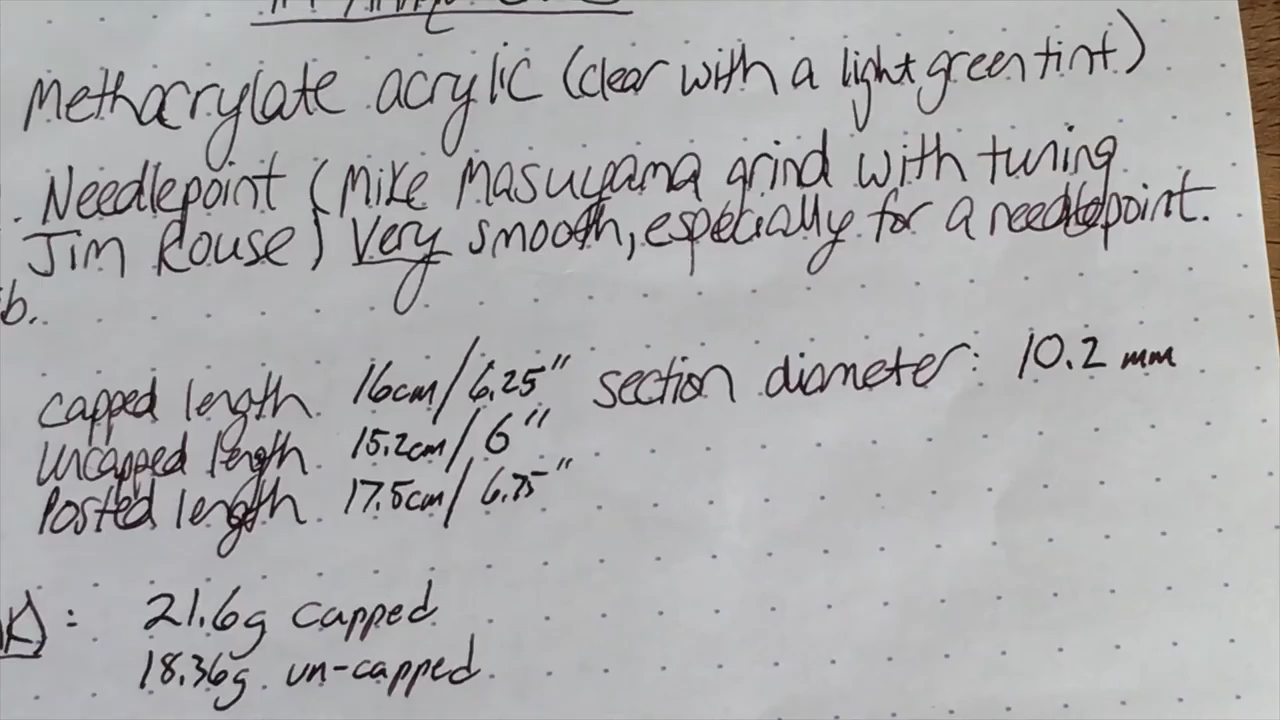 Methacrylate acrylic (clear with a light green tint)
. Needlepoint (Mike Masuyama grind with tuning
Jim Rouse) Very smooth, especially for a needlepoint.
b.
capped length 16cm/6.25" section diameter: 10.2 mm
Uncapped length 15.2cm/6"
Posted length 17.5cm/6.75"
K): 21.6g capped
18.36g un-capped